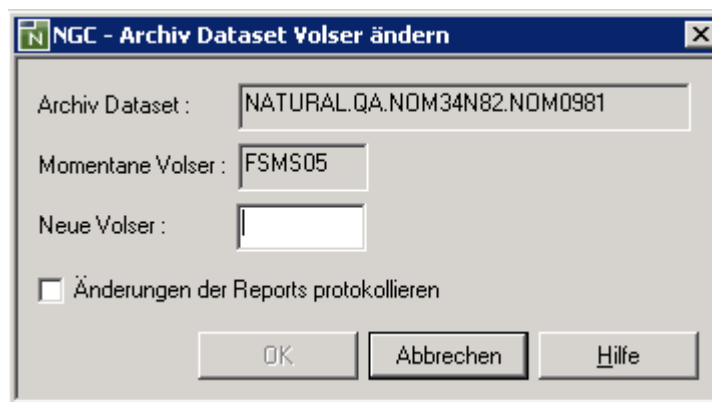 NGC - Archiv Dataset Volser ändern
Archiv Dataset : NATURAL.QA.NOM34N82.NOM0981
Momentane Volser : FSMS05
Neue Volser :
Änderungen der Reports protokollieren
OK Abbrechen Hilfe